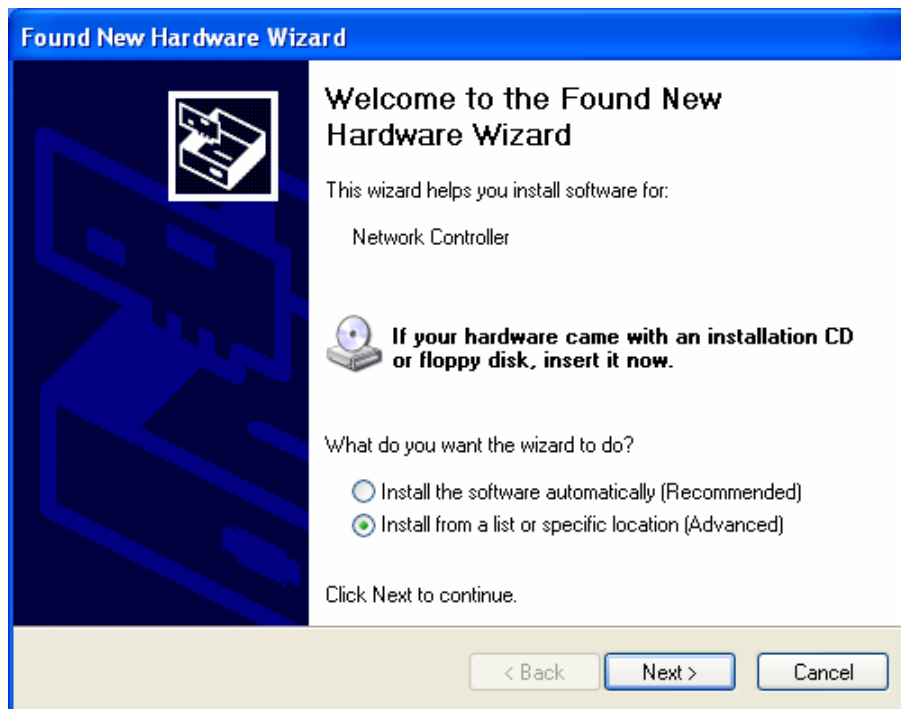 Found New Hardware Wizard
Welcome to the Found New
Hardware Wizard
This wizard helps you install software for:
Network Controller
If your hardware came with an installation CD
or floppy disk, insert it now.
What do you want the wizard to do?
Install the software automatically (Recommended)
Install from a list or specific location (Advanced)
Click Next to continue.
< Back
Next >
Cancel